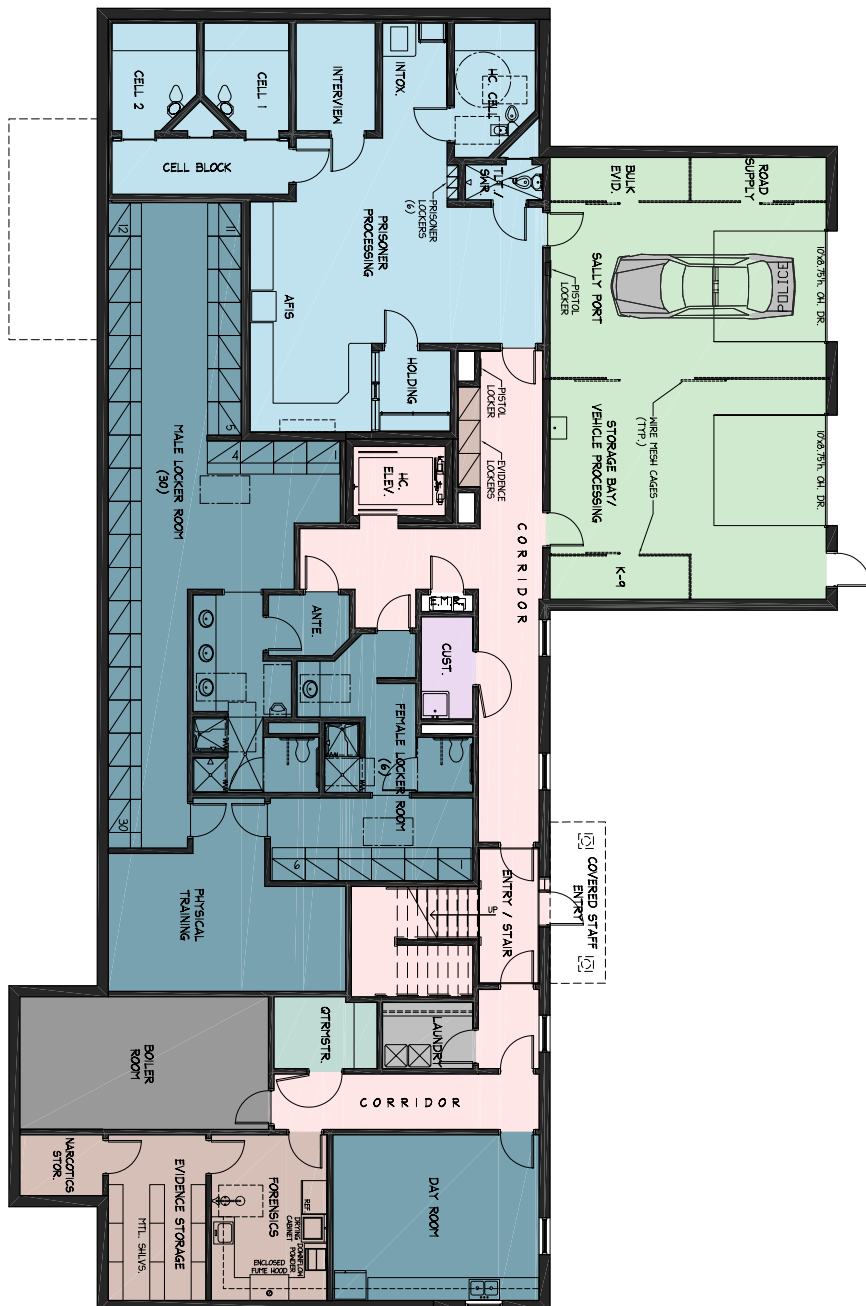 CELL 2
CELL 1
INTERVIEW
INTOX.
HC. CELL
CELL BLOCK
TLT./
SWR.
PRISONER
LOCKERS
(6)
PRISONER
PROCESSING
AFIS
HOLDING
BULK
EVID.
ROAD
SUPPLY
SALLY PORT
POLICE
10'x8.75'h. OH. DR.
PISTOL
LOCKER
PISTOL
LOCKER
EVIDENCE
LOCKERS
STORAGE BAY/
VEHICLE PROCESSING
WIRE MESH CAGES
(TYP.)
10'x8.75'h. OH. DR.
K-9
12
11
5
4
1
MALE LOCKER ROOM
(30)
30
HC.
ELEV.
CORRIDOR
ANTE.
CUST.
FEMALE LOCKER ROOM
(6)
6
1
PHYSICAL
TRAINING
UP
ENTRY / STAIR
COVERED STAFF
ENTRY
BOILER
ROOM
QTRMSTR.
LAUNDRY
CORRIDOR
NARCOTICS
STOR.
EVIDENCE STORAGE
MTL. SHLVS.
FORENSICS
REF
DRYING
CABINET
DOWNFLOW
POWDER
ENCLOSED
FUME HOOD
DAY ROOM